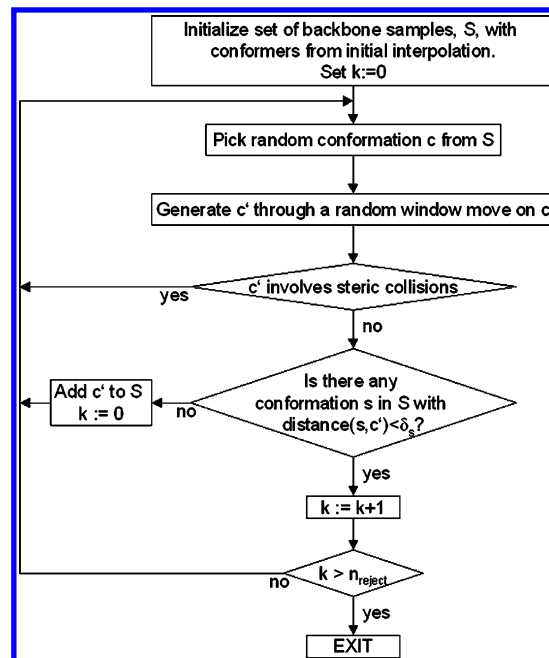 Initialize set of backbone samples, S, with
conformers from initial interpolation.
Set k:=0
Pick random conformation c from S
Generate c' through a random window move on c
c' involves steric collisions
yes
no
Is there any
conformation s in S with
distance(s,c')<δs?
no
Add c' to S
k := 0
yes
k := k+1
k > nreject
no
yes
EXIT